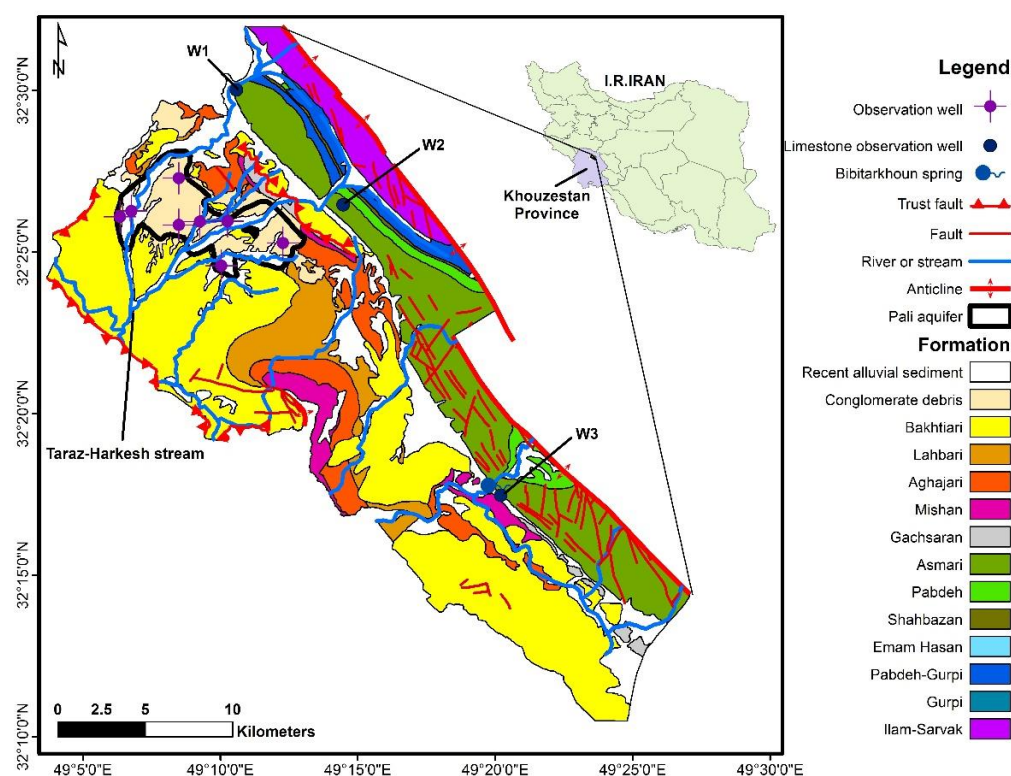 N
W1
W2
W3
Taraz-Harkesh stream
I.R.IRAN
Khouzestan
Province
32°30'0"N
32°25'0"N
32°20'0"N
32°15'0"N
32°10'0"N
0 2.5 5 10
Kilometers
49°5'0"E 49°10'0"E 49°15'0"E 49°20'0"E 49°25'0"E 49°30'0"E
Legend
Observation well
Limestone observation well
Bibitarkhoun spring
Trust fault
Fault
River or stream
Anticline
Pali aquifer
Formation
Recent alluvial sediment
Conglomerate debris
Bakhtiari
Lahbari
Aghajari
Mishan
Gachsaran
Asmari
Pabdeh
Shahbazan
Emam Hasan
Pabdeh-Gurpi
Gurpi
Ilam-Sarvak